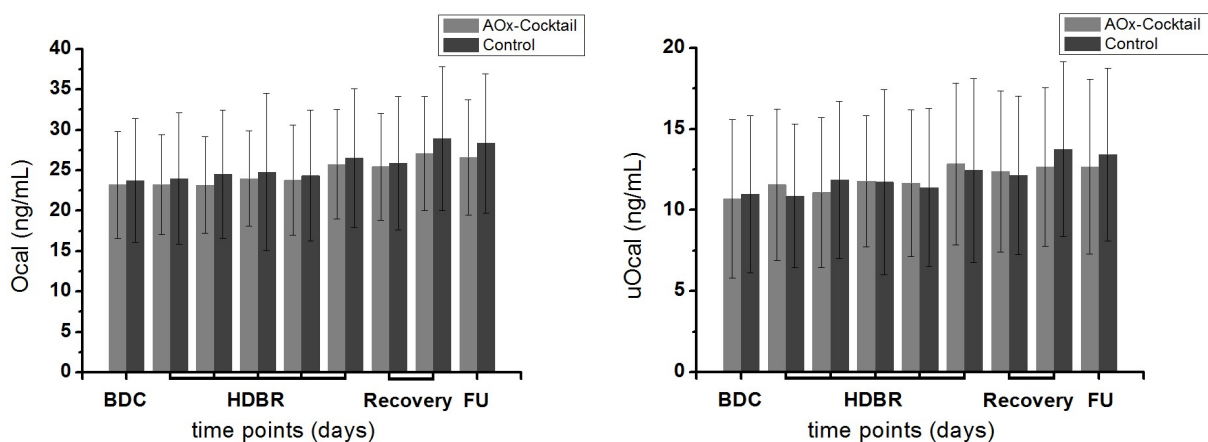 AOx-Cocktail
Control
40
35
30
25
20
15
10
5
0
Ocal (ng/mL)
BDC HDBR Recovery FU
time points (days)
AOx-Cocktail
Control
20
15
10
5
0
uOcal (ng/mL)
BDC HDBR Recovery FU
time points (days)